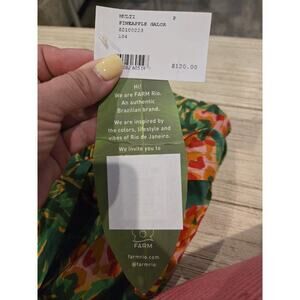 MULTI P
PINEAPPLE GALOR
$120.00
Hi!
We are FARM Rio.
An authentic
Brazilian brand.
We are inspired by
the colors, lifestyle and
vibes of Rio de Janeiro.
We invite you to
FARM
farmrio.com
@farmrio